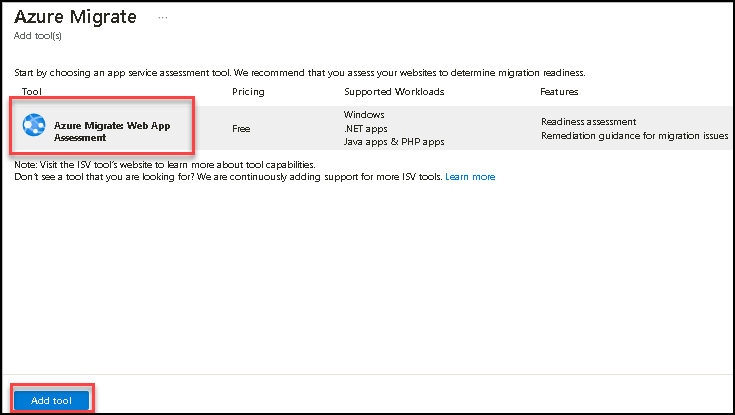 Azure Migrate ...
Add tool(s)
Start by choosing an app service assessment tool. We recommend that you assess your websites to determine migration readiness.
Tool Pricing Supported Workloads Features
Azure Migrate: Web App
Assessment
Free
Windows
.NET apps
Java apps & PHP apps
Readiness assessment
Remediation guidance for migration issues
Note: Visit the ISV tool's website to learn more about tool capabilities.
Don't see a tool that you are looking for? We are continuously adding support for more ISV tools. Learn more
Add tool